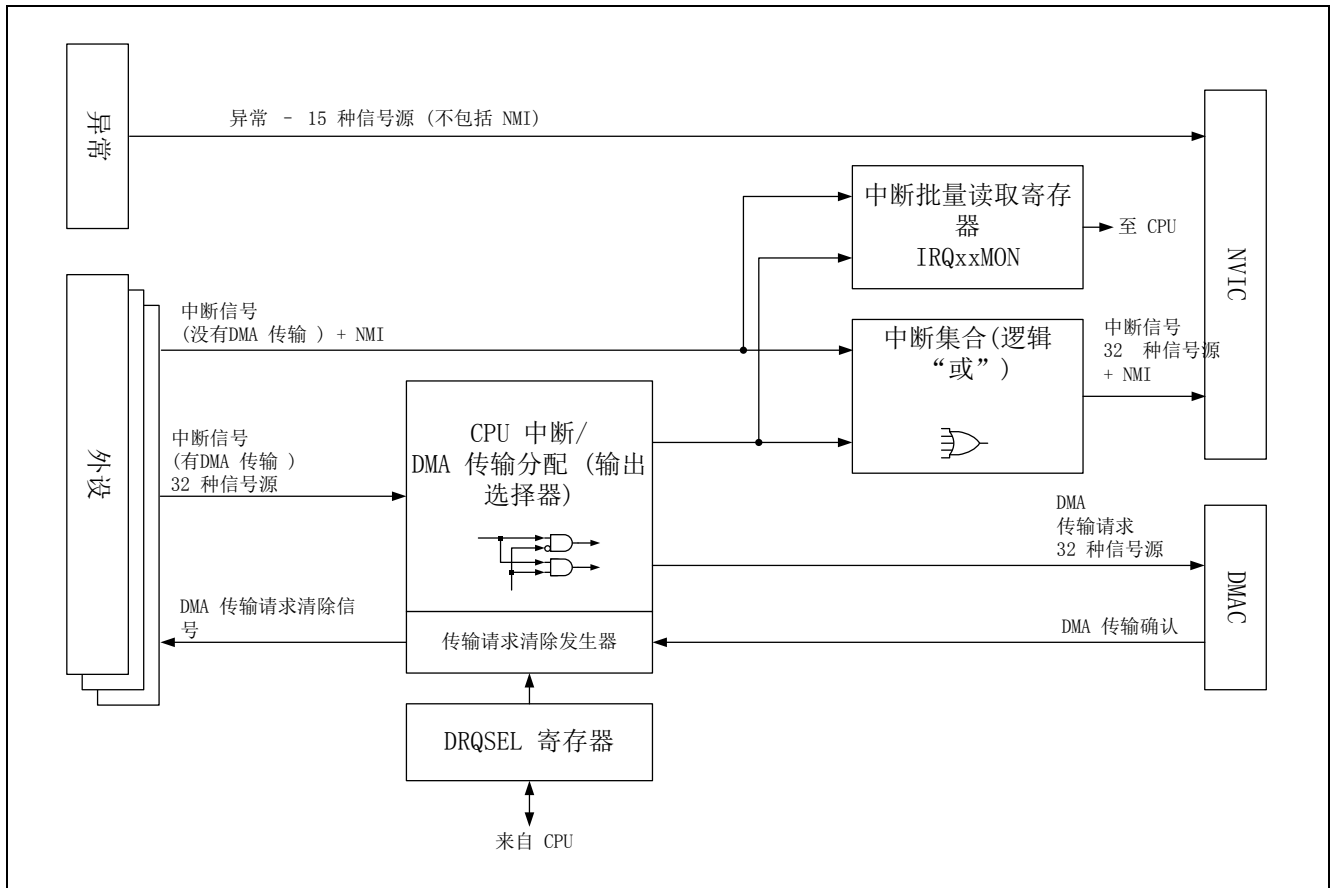 异常
异常 - 15 种信号源 (不包括 NMI)
中断批量读取寄存
器
IRQxxMON
至 CPU
NVIC
外设
中断信号
(没有DMA 传输 ) + NMI
中断集合(逻辑
“或”)
中断信号
32 种信号源
+ NMI
中断信号
(有DMA 传输 )
32 种信号源
CPU 中断/
DMA 传输分配 (输出
选择器)
DMA
传输请求
32 种信号源
DMAC
DMA 传输请求清除信
号
传输请求清除发生器
DMA 传输确认
DRQSEL 寄存器
来自 CPU